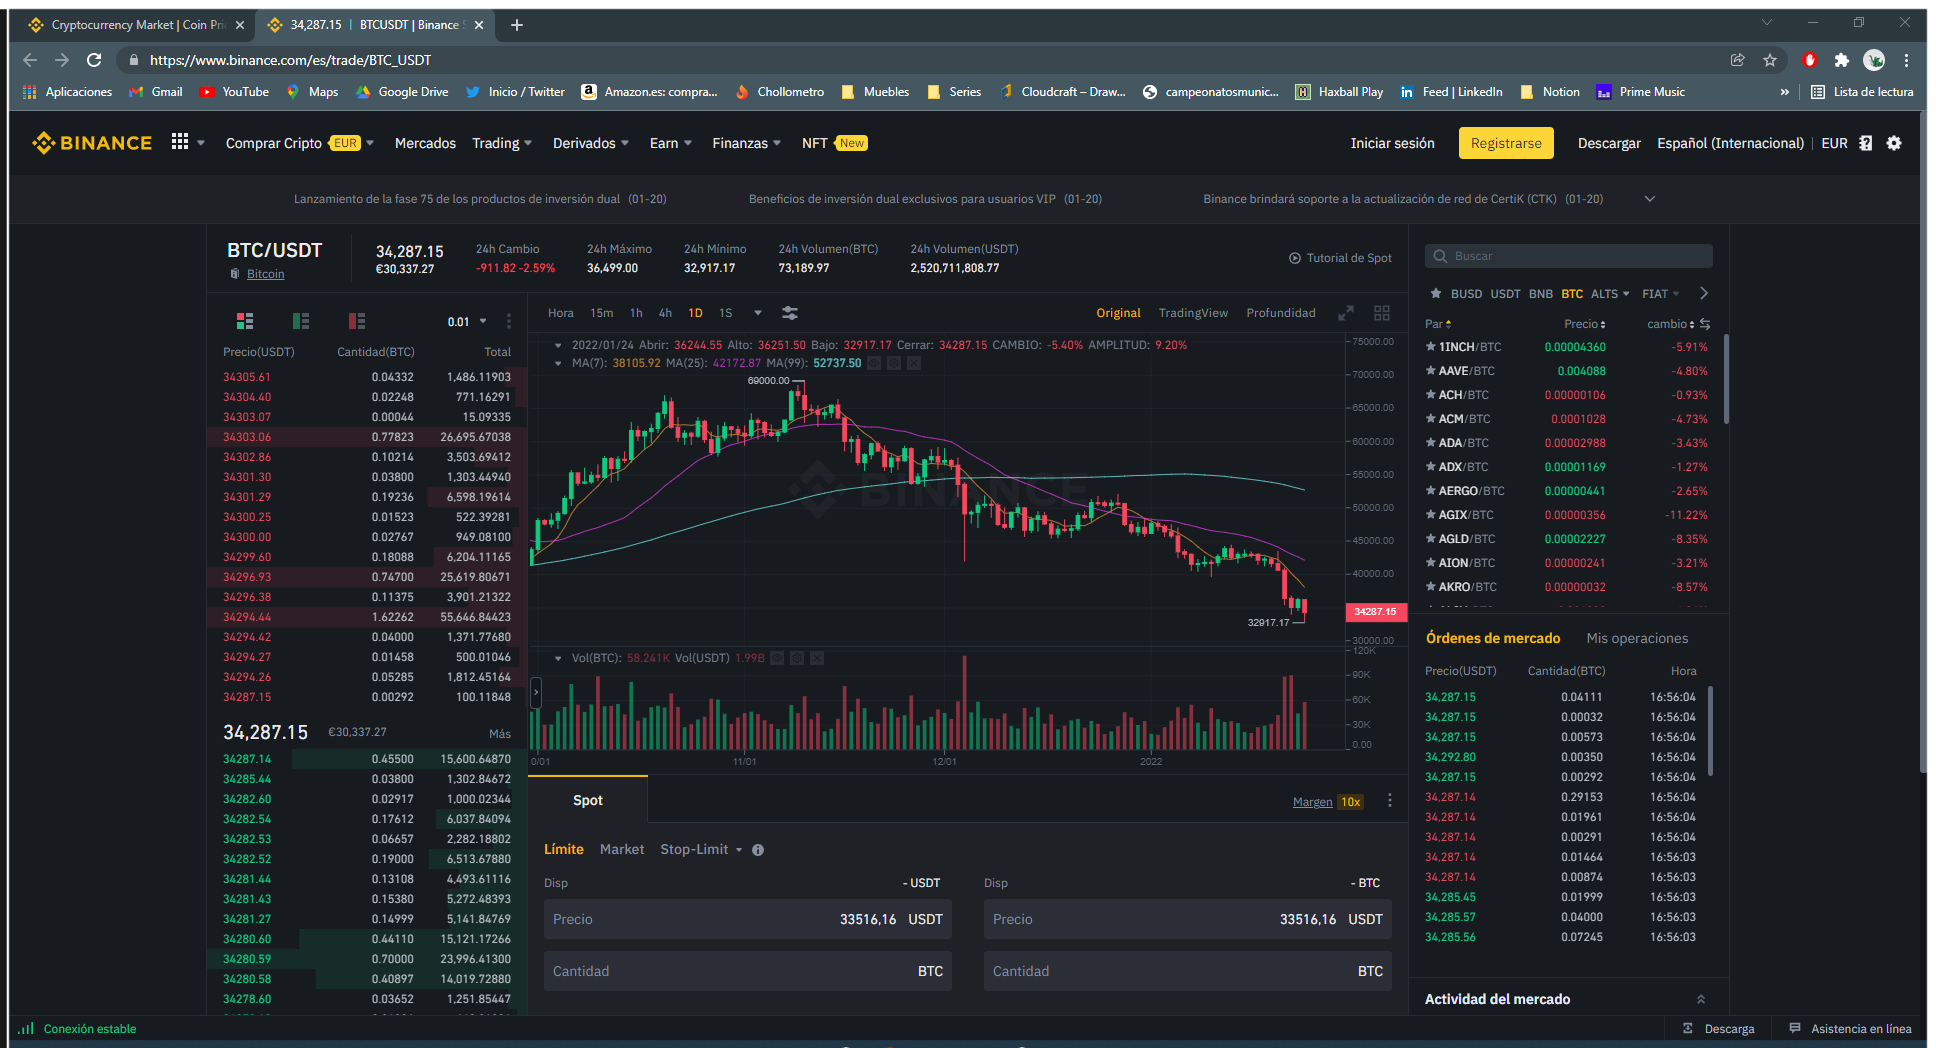 Cryptocurrency Market | Coin Pri
34,287.15 | BTCUSDT | Binance S
https://www.binance.com/es/trade/BTC_USDT
Aplicaciones Gmail YouTube Maps Google Drive Inicio / Twitter Amazon.es: compra... Chollometro Muebles Series Cloudcraft – Draw... campeonatosmunic... Haxball Play Feed | LinkedIn Notion Prime Music » Lista de lectura
BINANCE Comprar Cripto EUR Mercados Trading Derivados Earn Finanzas NFT New Iniciar sesión Registrarse Descargar Español (Internacional) EUR
Lanzamiento de la fase 75 de los productos de inversión dual (01-20) Beneficios de inversión dual exclusivos para usuarios VIP (01-20) Binance brindará soporte a la actualización de red de CertiK (CTK) (01-20)
BTC/USDT
Bitcoin
34,287.15
€30,337.27
24h Cambio
-911.82 -2.59%
24h Máximo
36,499.00
24h Mínimo
32,917.17
24h Volumen(BTC)
73,189.97
24h Volumen(USDT)
2,520,711,808.77
Tutorial de Spot
0.01
Precio(USDT) Cantidad(BTC) Total
34305.61 0.04332 1,486.11903
34304.40 0.02248 771.16291
34303.07 0.00044 15.09335
34303.06 0.77823 26,695.67038
34302.86 0.10214 3,503.69412
34301.30 0.03800 1,303.44940
34301.29 0.19236 6,598.19614
34300.25 0.01523 522.39281
34300.00 0.02767 949.08100
34299.60 0.18088 6,204.11165
34296.93 0.74700 25,619.80671
34296.38 0.11375 3,901.21322
34294.44 1.62262 55,646.84423
34294.42 0.04000 1,371.77680
34294.27 0.01458 500.01046
34294.26 0.05285 1,812.45164
34287.15 0.00292 100.11848
34,287.15 €30,337.27 Más
34287.14 0.45500 15,600.64870
34285.44 0.03800 1,302.84672
34282.60 0.02917 1,000.02344
34282.54 0.17612 6,037.84094
34282.53 0.06657 2,282.18802
34282.52 0.19000 6,513.67880
34281.44 0.13108 4,493.61116
34281.43 0.15380 5,272.48393
34281.27 0.14999 5,141.84769
34280.60 0.44110 15,121.17266
34280.59 0.70000 23,996.41300
34280.58 0.40897 14,019.72880
34278.60 0.03652 1,251.85447
Hora 15m 1h 4h 1D 1S Original TradingView Profundidad
2022/01/24 Abrir: 36244.55 Alto: 36251.50 Bajo: 32917.17 Cerrar: 34287.15 CAMBIO: -5.40% AMPLITUD: 9.20%
MA(7): 38105.92 MA(25): 42172.87 MA(99): 52737.50
69000.00
BINANCE
32917.17
75000.00
70000.00
65000.00
60000.00
55000.00
50000.00
45000.00
40000.00
34287.15
30000.00
Vol(BTC): 58.241K Vol(USDT) 1.99B
120K
90K
60K
30K
0.00
0/01 11/01 12/01 2022
Spot Margen 10x
Límite Market Stop-Limit
Disp - USDT Disp - BTC
Precio 33516,16 USDT Precio 33516,16 USDT
Cantidad BTC Cantidad BTC
Buscar
BUSD USDT BNB BTC ALTS FIAT
Par Precio cambio
1INCH/BTC 0.00004360 -5.91%
AAVE/BTC 0.004088 -4.80%
ACH/BTC 0.00000106 -0.93%
ACM/BTC 0.0001028 -4.73%
ADA/BTC 0.00002988 -3.43%
ADX/BTC 0.00001169 -1.27%
AERGO/BTC 0.00000441 -2.65%
AGIX/BTC 0.00000356 -11.22%
AGLD/BTC 0.00002227 -8.35%
AION/BTC 0.00000241 -3.21%
AKRO/BTC 0.00000032 -8.57%
Órdenes de mercado Mis operaciones
Precio(USDT) Cantidad(BTC) Hora
34,287.15 0.04111 16:56:04
34,287.15 0.00032 16:56:04
34,287.15 0.00573 16:56:04
34,292.80 0.00350 16:56:04
34,287.15 0.00292 16:56:04
34,287.14 0.29153 16:56:04
34,287.14 0.01961 16:56:04
34,287.14 0.00291 16:56:04
34,287.14 0.01464 16:56:03
34,287.14 0.00874 16:56:03
34,285.45 0.01999 16:56:03
34,285.57 0.04000 16:56:03
34,285.56 0.07245 16:56:03
Actividad del mercado
Conexión estable Descarga Asistencia en línea